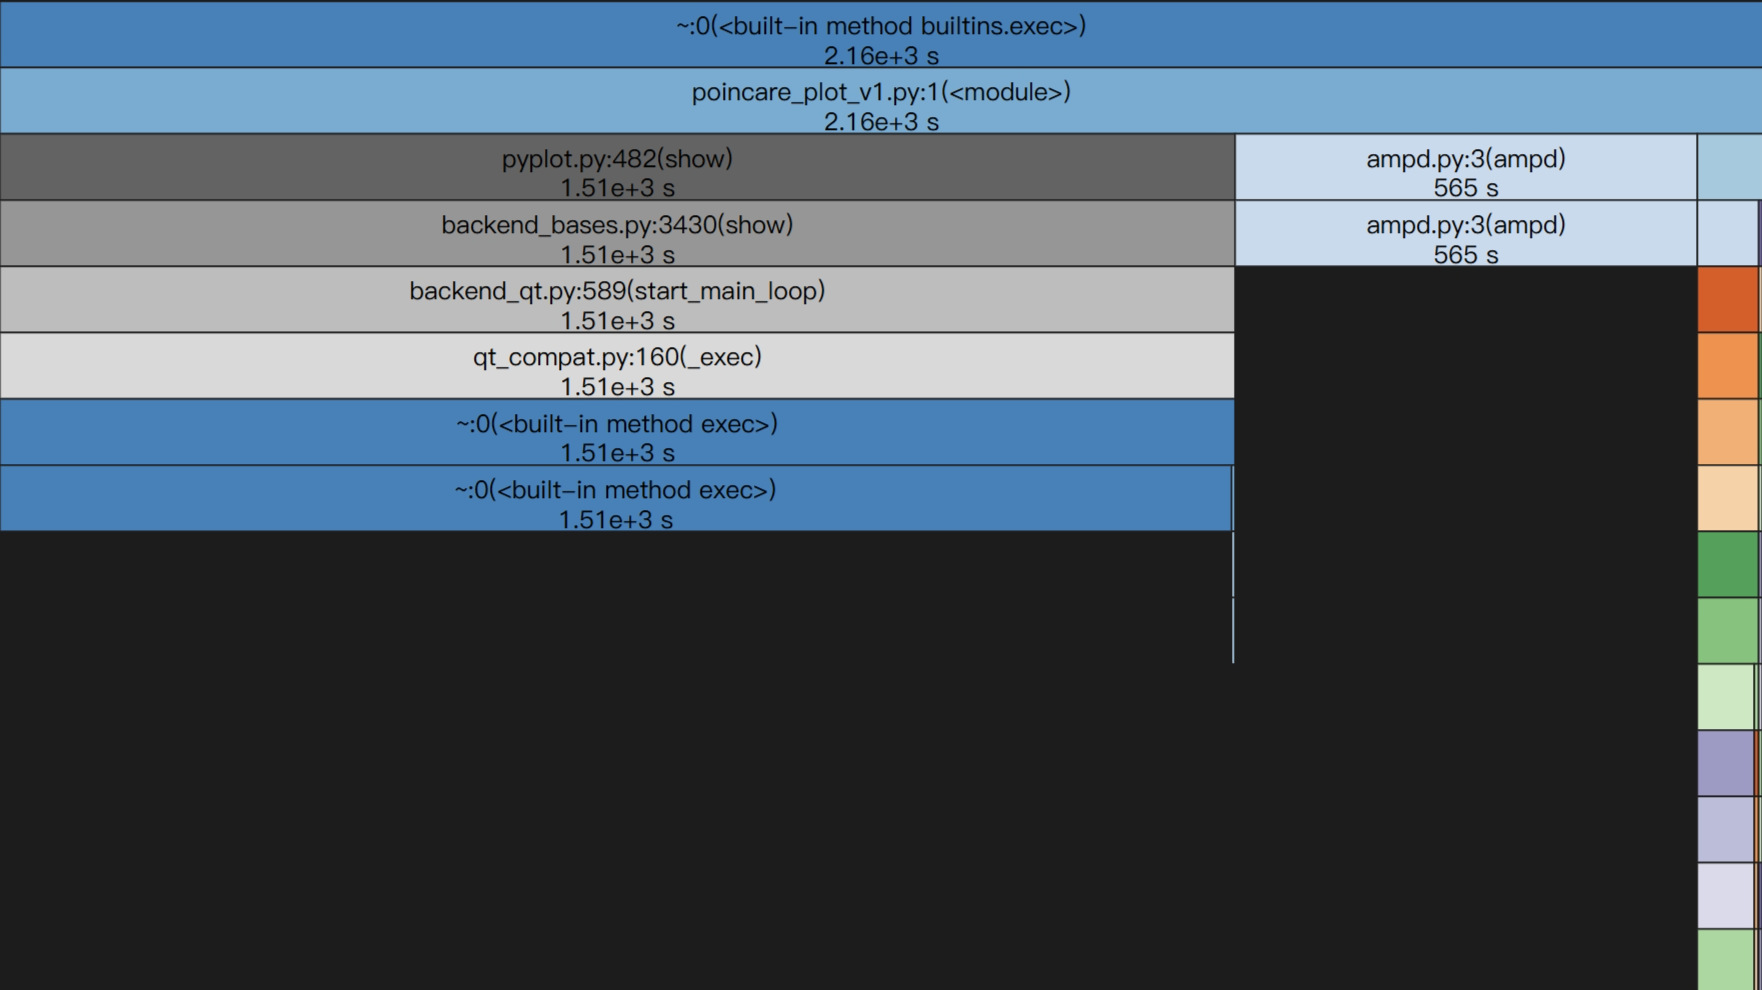 ~:0(<built-in method builtins.exec>)
2.16e+3 s
poincare_plot_v1.py:1(<module>)
2.16e+3 s
pyplot.py:482(show)
1.51e+3 s
ampd.py:3(ampd)
565 s
backend_bases.py:3430(show)
1.51e+3 s
ampd.py:3(ampd)
565 s
backend_qt.py:589(start_main_loop)
1.51e+3 s
qt_compat.py:160(_exec)
1.51e+3 s
~:0(<built-in method exec>)
1.51e+3 s
~:0(<built-in method exec>)
1.51e+3 s